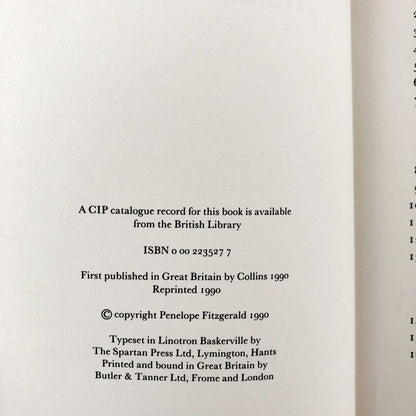 A CIP catalogue record for this book is available
from the British Library
ISBN 0 00 223527 7
First published in Great Britain by Collins 1990
Reprinted 1990
© copyright Penelope Fitzgerald 1990
Typeset in Linotron Baskerville by
The Spartan Press Ltd, Lymington, Hants
Printed and bound in Great Britain by
Butler & Tanner Ltd, Frome and London